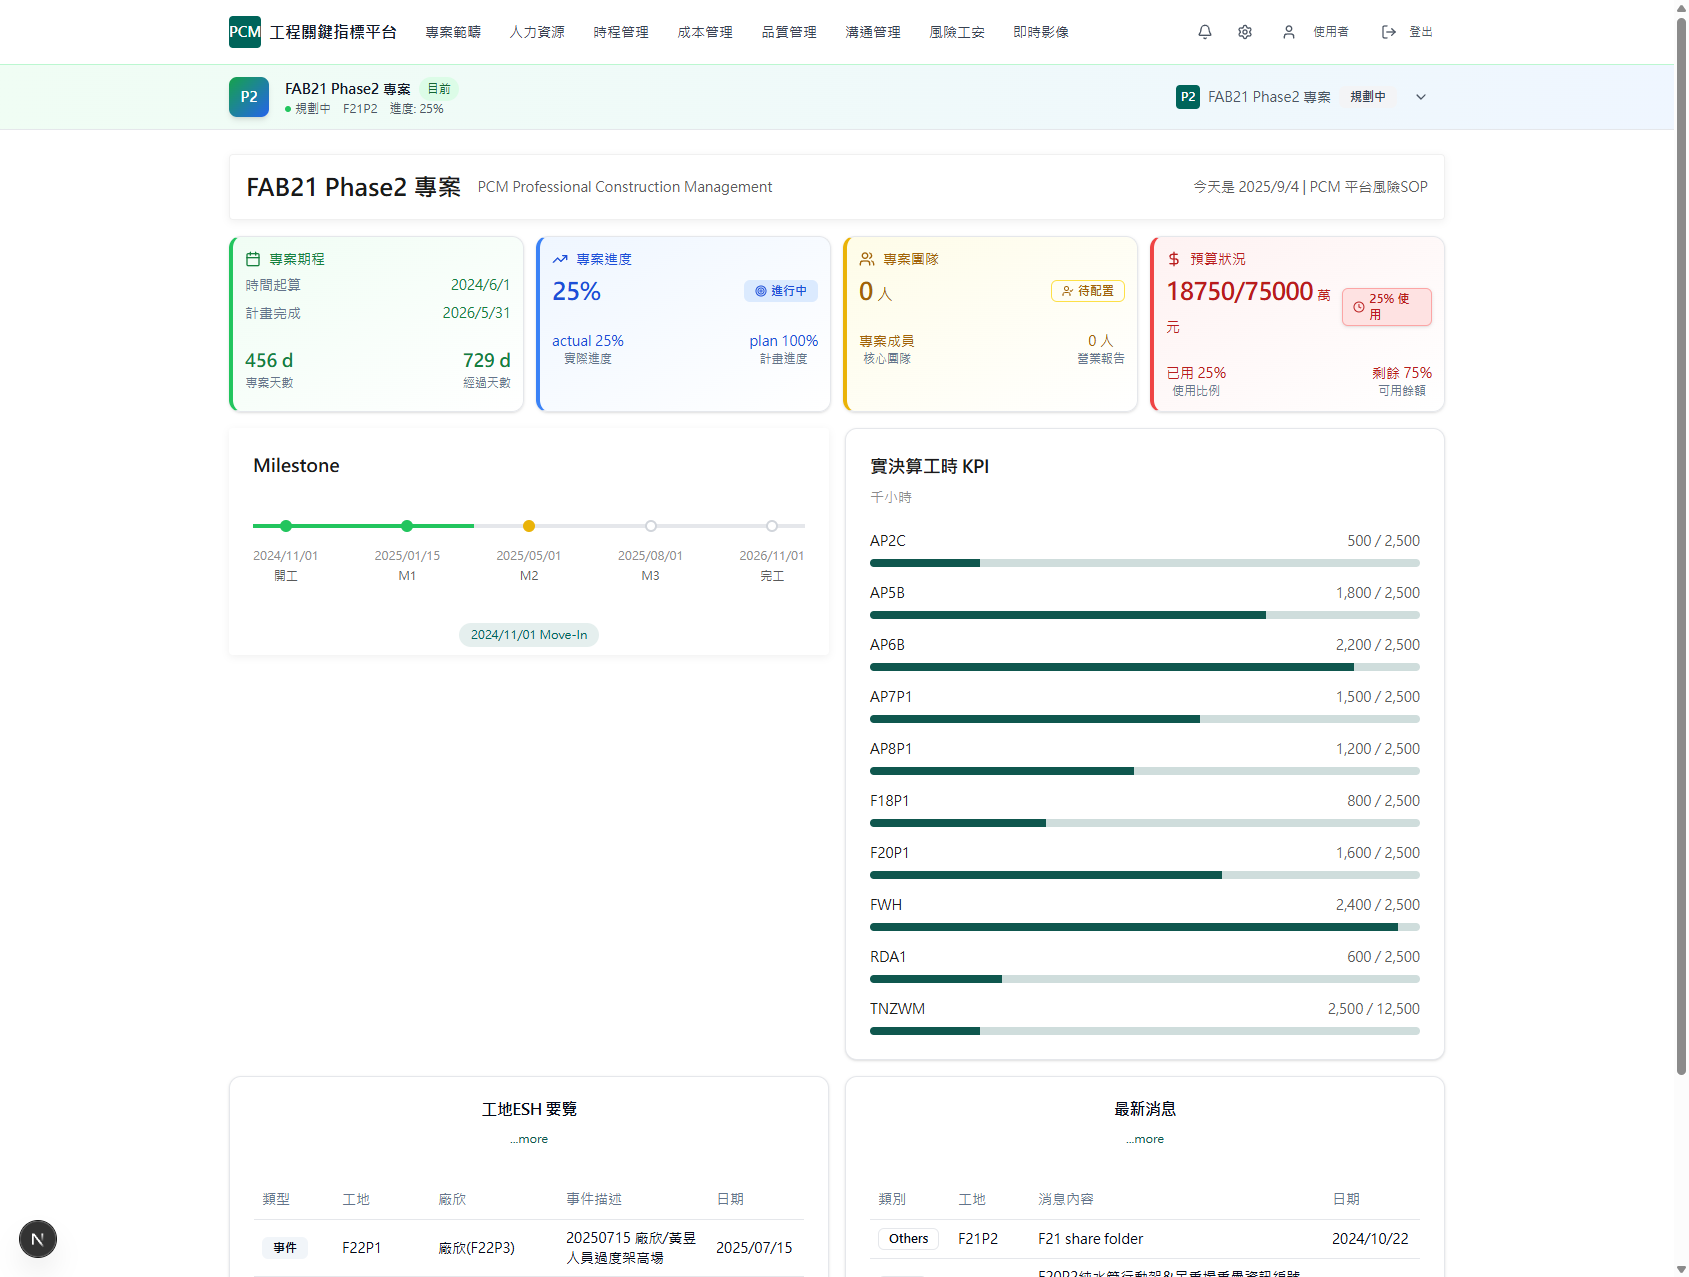 PCM 工程關鍵指標平台 專案範疇 人力資源 時程管理 成本管理 品質管理 溝通管理 風險工安 即時影像 使用者 登出
P2 FAB21 Phase2 專案 目前
規劃中 F21P2 進度: 25%
P2 FAB21 Phase2 專案 規劃中
FAB21 Phase2 專案 PCM Professional Construction Management 今天是 2025/9/4 | PCM 平台風險SOP
專案期程
時間起算 2024/6/1
計畫完成 2026/5/31
456 d 729 d
專案天數 經過天數
專案進度
25% 進行中
actual 25% plan 100%
實際進度 計畫進度
專案團隊
0 人 待配置
專案成員 0 人
核心團隊 營業報告
預算狀況
18750/75000 萬
元
25% 使
用
已用 25% 剩餘 75%
使用比例 可用餘額
Milestone
2024/11/01 2025/01/15 2025/05/01 2025/08/01 2026/11/01
開工 M1 M2 M3 完工
2024/11/01 Move-In
實決算工時 KPI
千小時
AP2C 500 / 2,500
AP5B 1,800 / 2,500
AP6B 2,200 / 2,500
AP7P1 1,500 / 2,500
AP8P1 1,200 / 2,500
F18P1 800 / 2,500
F20P1 1,600 / 2,500
FWH 2,400 / 2,500
RDA1 600 / 2,500
TNZWM 2,500 / 12,500
工地ESH 要覽
...more
類型 工地 廠欣 事件描述 日期
事件 F22P1 廠欣(F22P3) 20250715 廠欣/黃昱 2025/07/15
人員過度架高場
最新消息
...more
類別 工地 消息內容 日期
Others F21P2 F21 share folder 2024/10/22
N